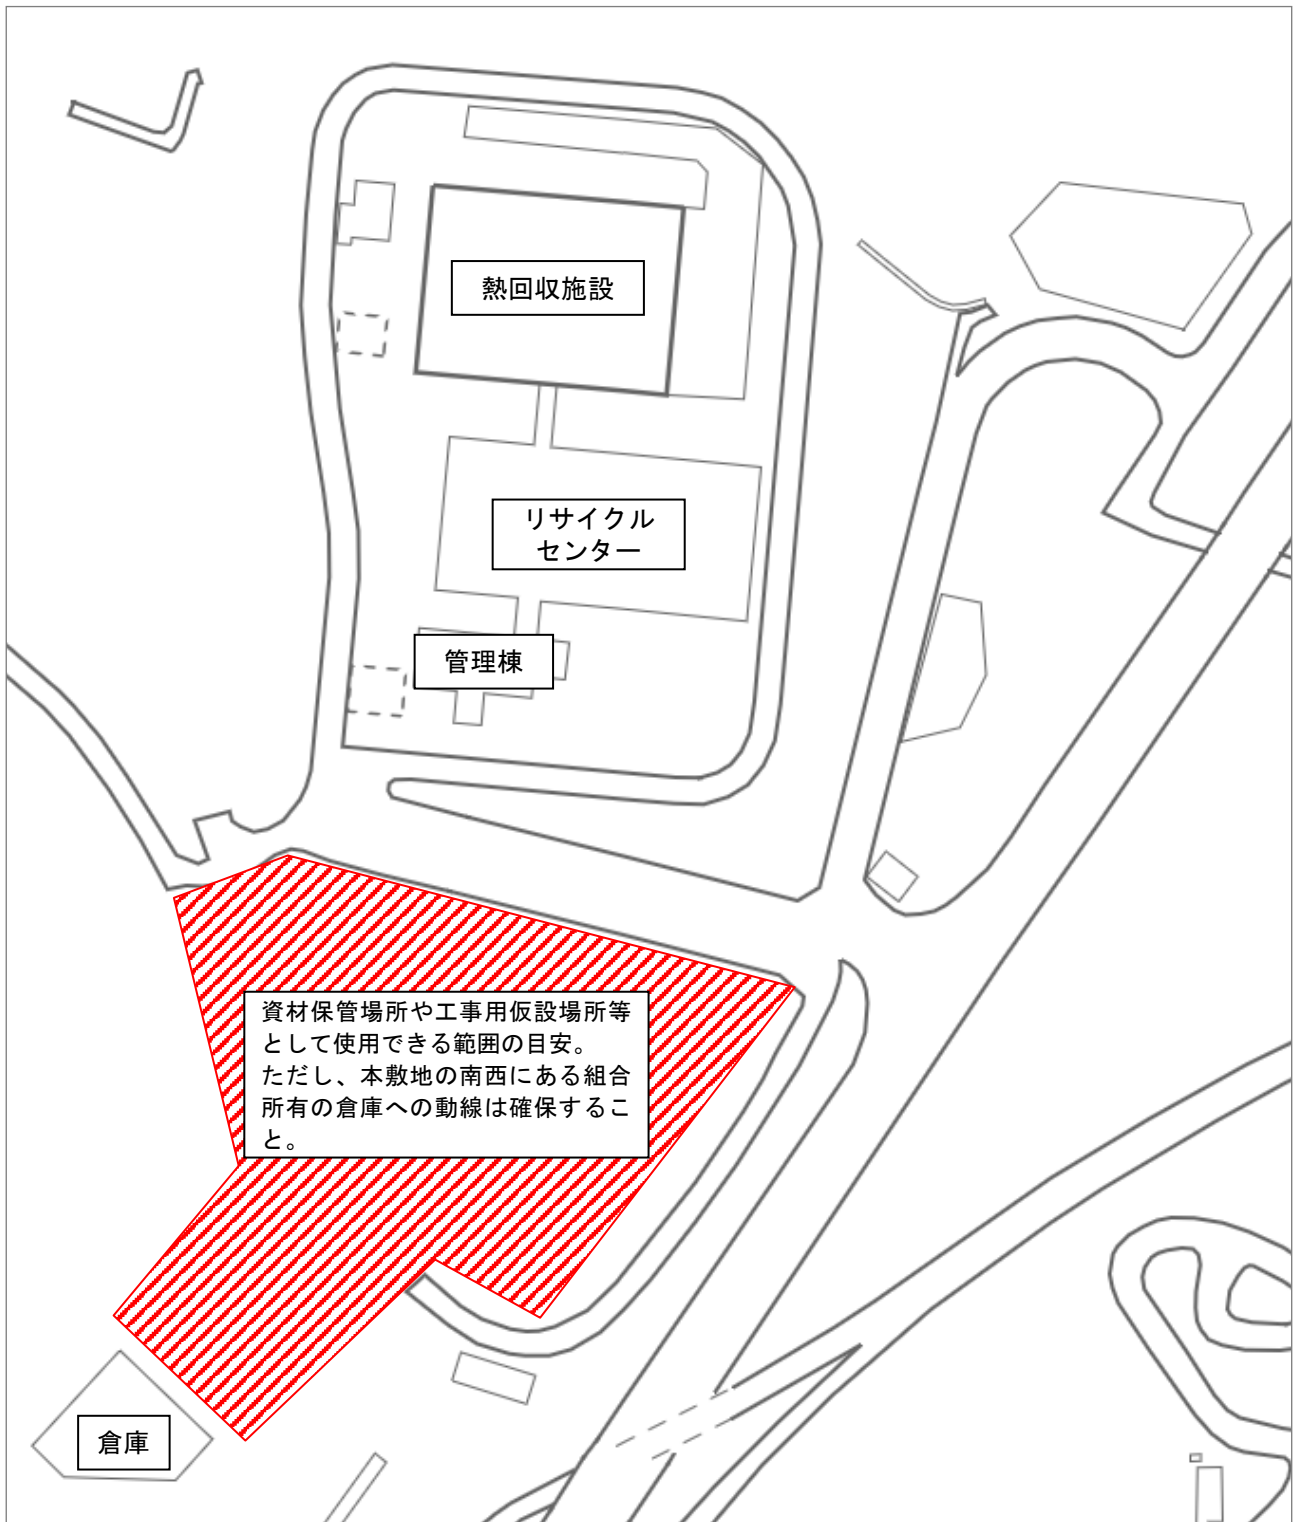 熱回収施設
リサイクル
センター
管理棟
資材保管場所や工事用仮設場所等
として使用できる範囲の目安。
ただし、本敷地の南西にある組合
所有の倉庫への動線は確保するこ
と。
倉庫